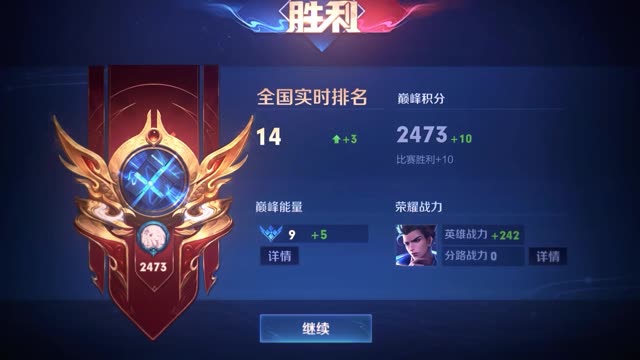 胜利
全国实时排名
14 +3
巅峰积分
2473 +10
比赛胜利+10
巅峰能量
9 +5
详情
荣耀战力
英雄战力 +242
分路战力 0 详情
2473
继续